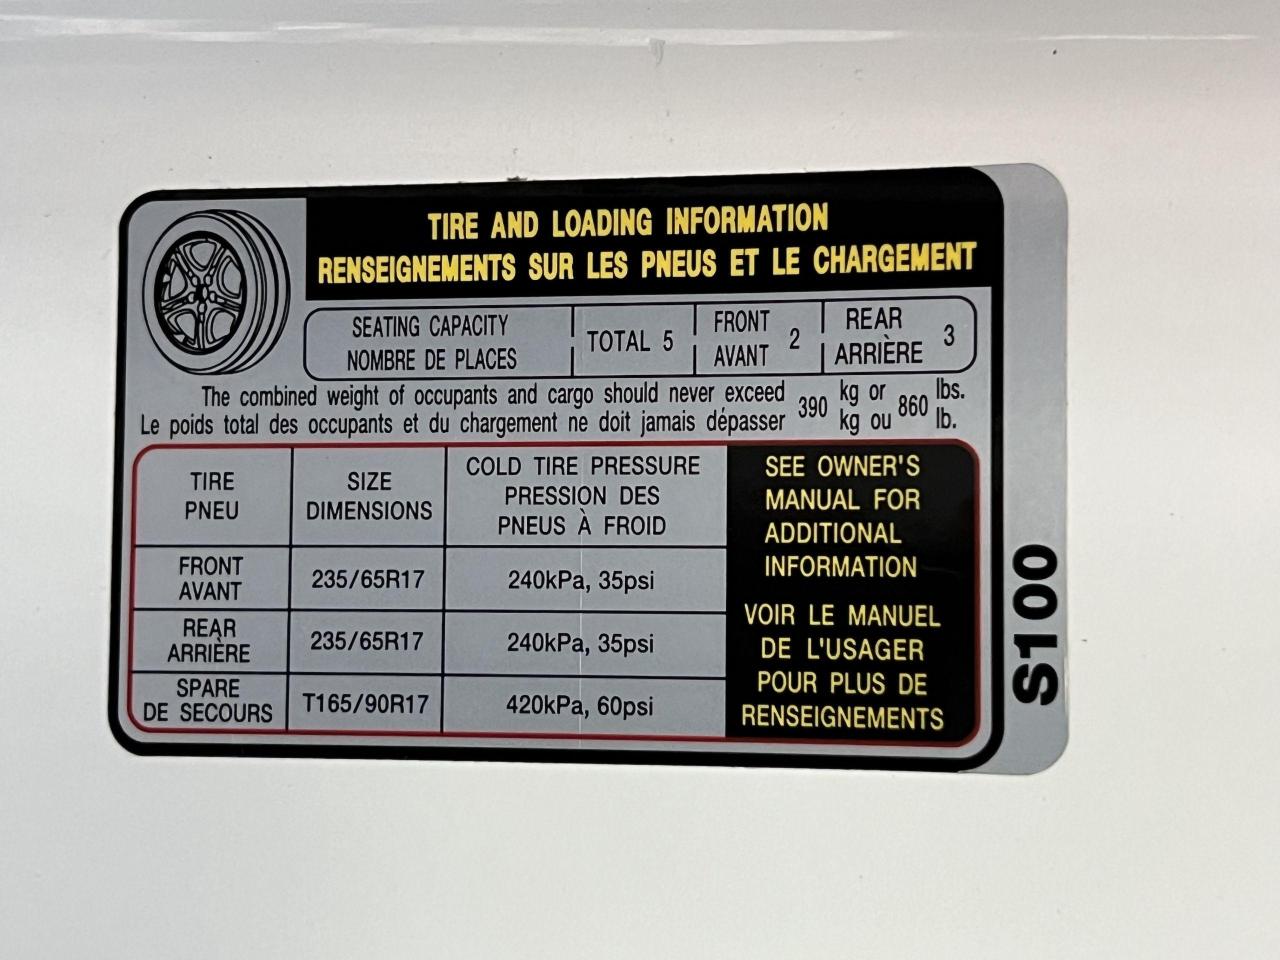 TIRE AND LOADING INFORMATION
RENSEIGNEMENTS SUR LES PNEUS ET LE CHARGEMENT
SEATING CAPACITY
NOMBRE DE PLACES
TOTAL 5
FRONT
AVANT
2
REAR
ARRIÈRE
3
The combined weight of occupants and cargo should never exceed
Le poids total des occupants et du chargement ne doit jamais dépasser
390
kg or
kg ou
860
lbs.
lb.
TIRE
PNEU
SIZE
DIMENSIONS
COLD TIRE PRESSURE
PRESSION DES
PNEUS À FROID
FRONT
AVANT
235/65R17
240kPa, 35psi
REAR
ARRIÈRE
235/65R17
240kPa, 35psi
SPARE
DE SECOURS
T165/90R17
420kPa, 60psi
SEE OWNER'S
MANUAL FOR
ADDITIONAL
INFORMATION
VOIR LE MANUEL
DE L'USAGER
POUR PLUS DE
RENSEIGNEMENTS
S100